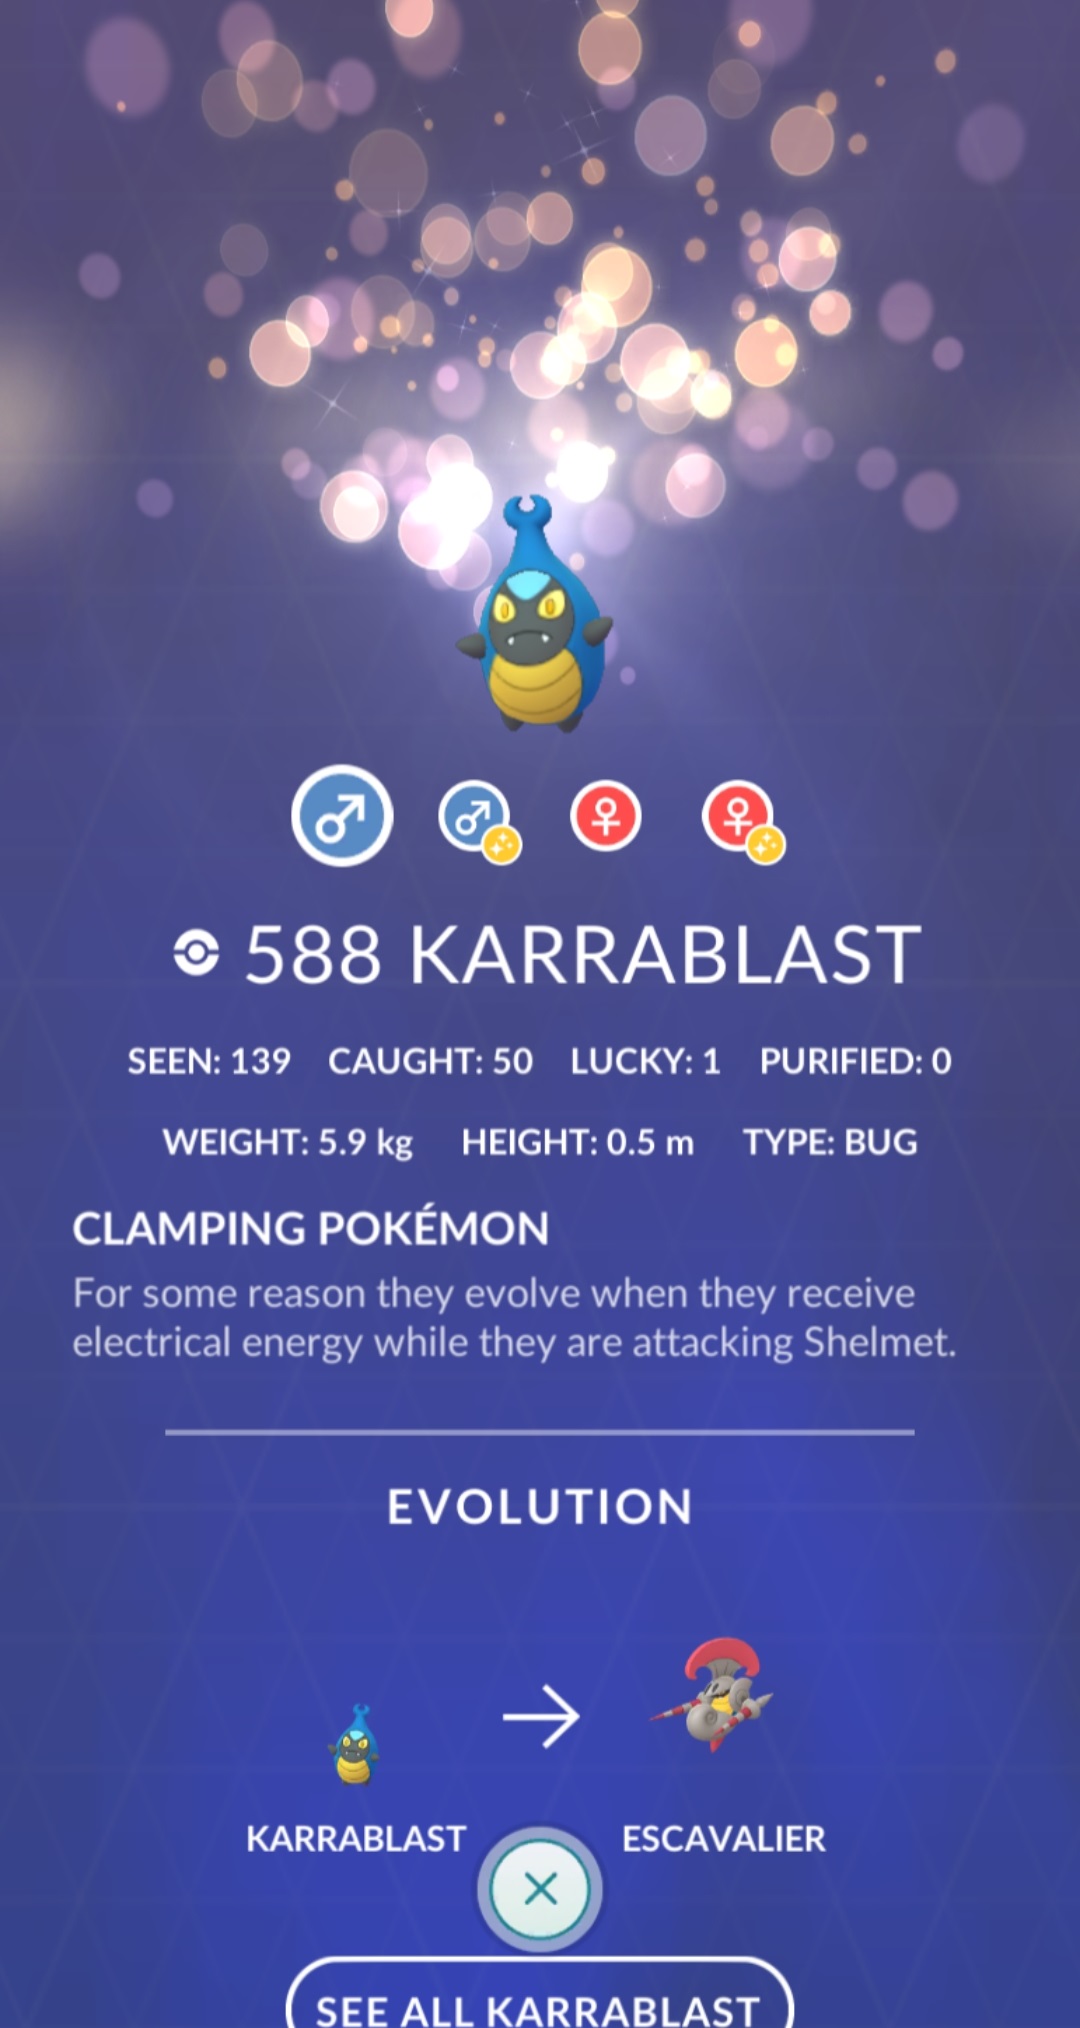 588 KARRABLAST
SEEN: 139 CAUGHT: 50 LUCKY: 1 PURIFIED: 0
WEIGHT: 5.9 kg HEIGHT: 0.5 m TYPE: BUG
CLAMPING POKÉMON
For some reason they evolve when they receive
electrical energy while they are attacking Shelmet.
EVOLUTION
KARRABLAST ESCAVALIER
SEE ALL KARRABLAST